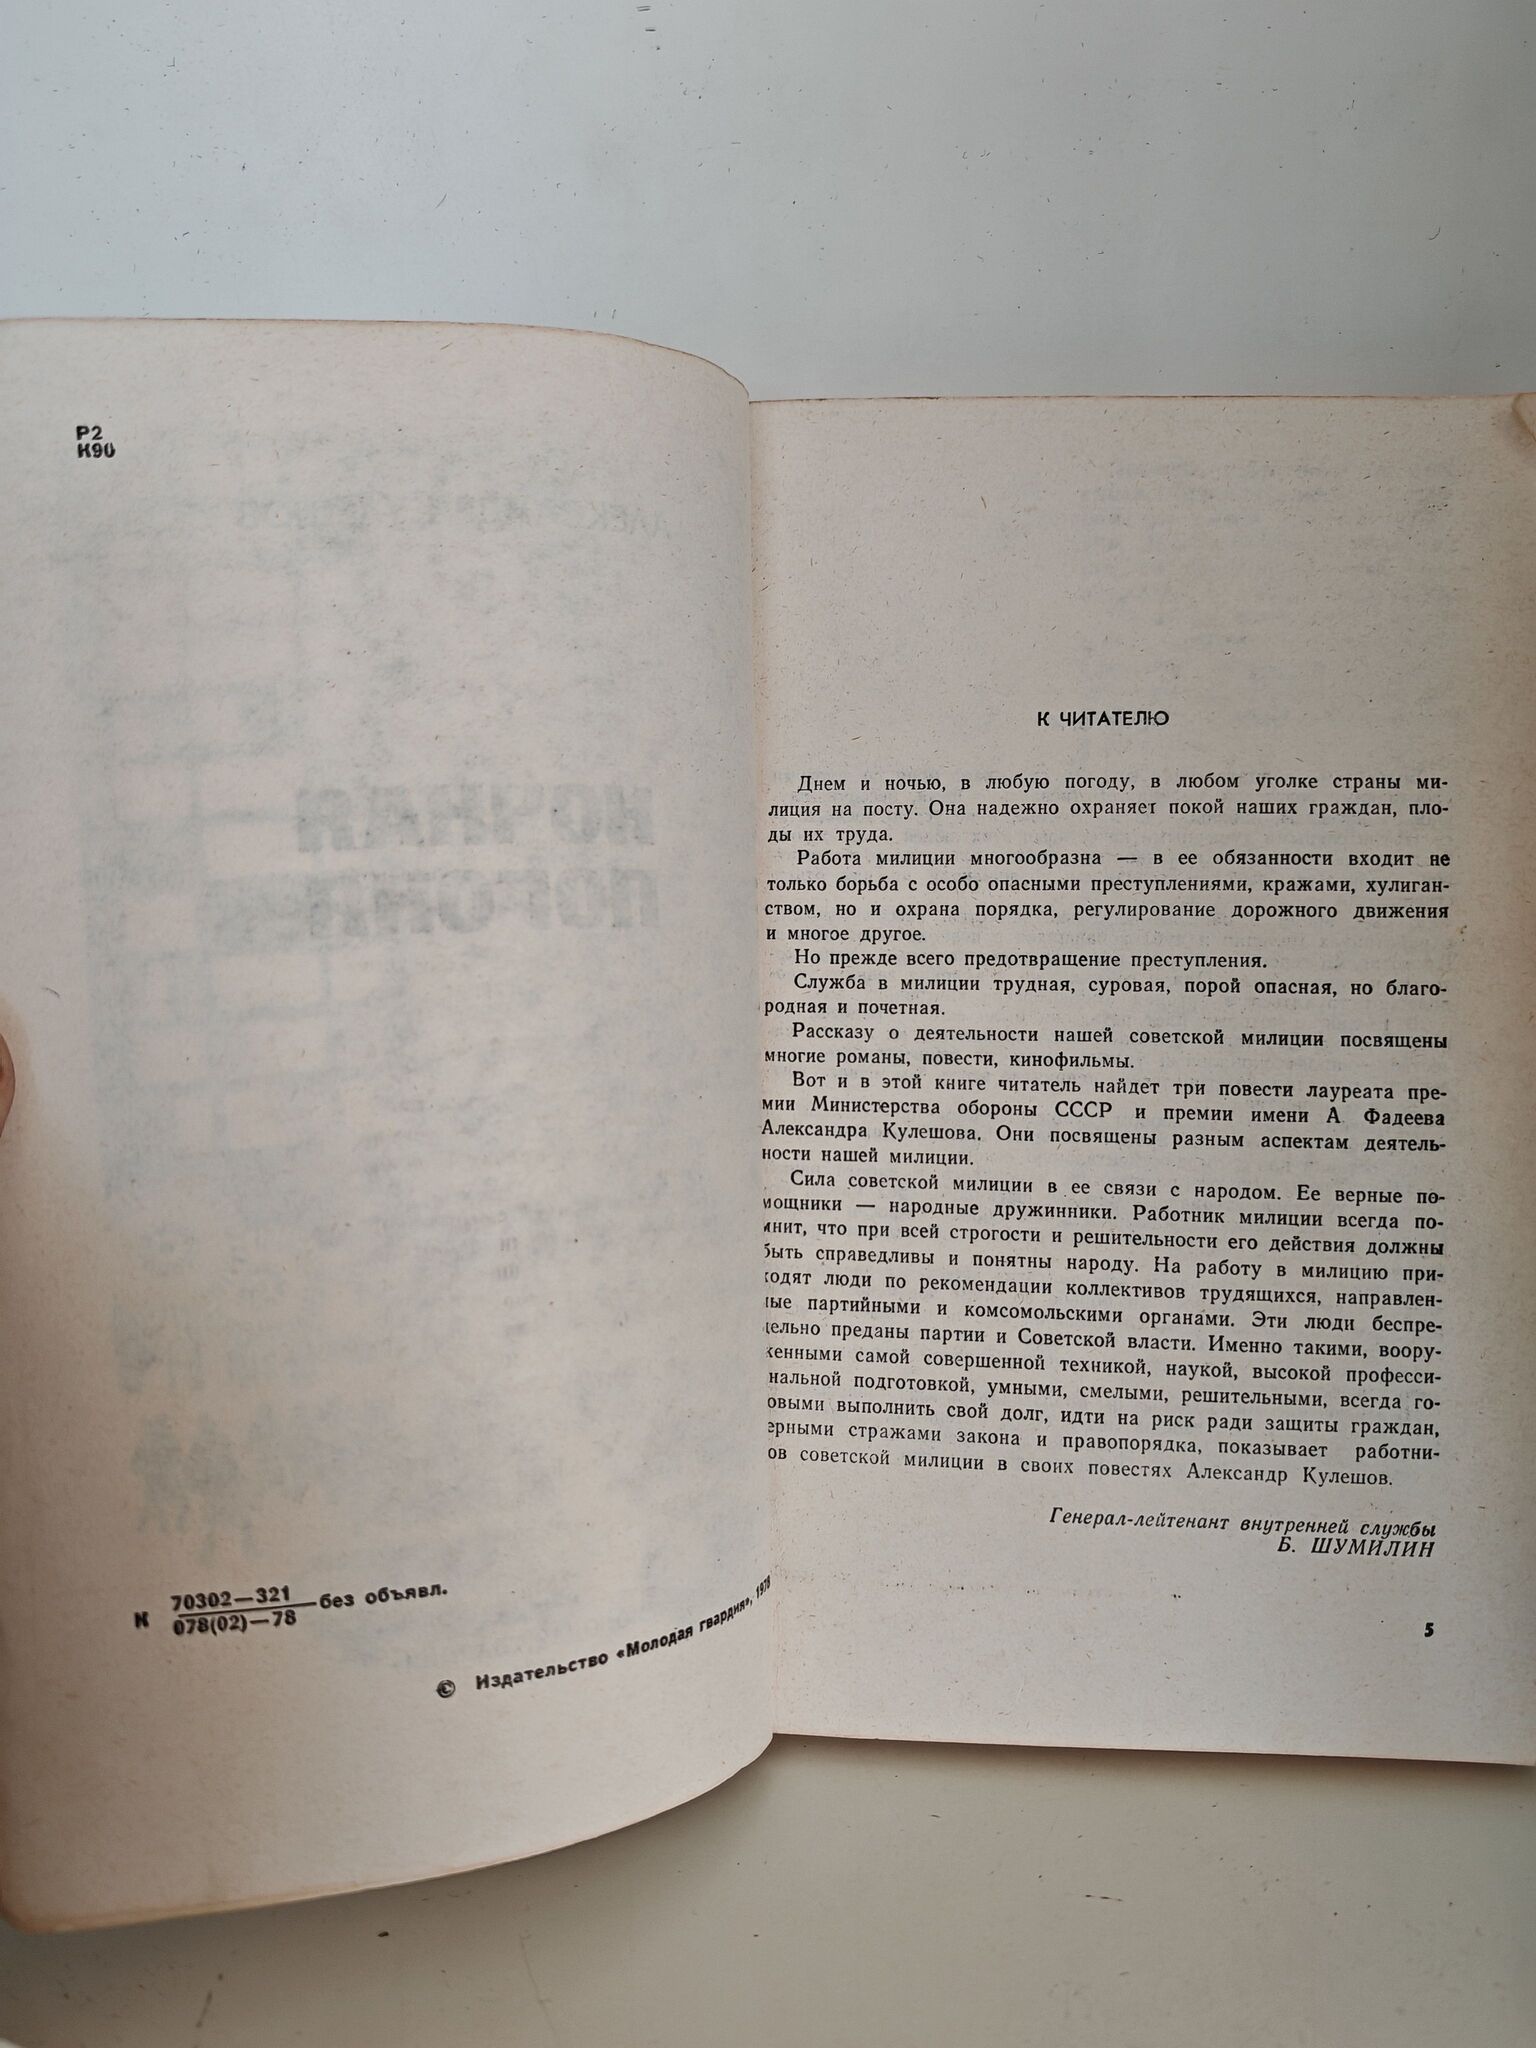 Р2
К90
К 70302—321 без объявл.
078(02)—78
© Издательство «Молодая гвардия», 1978
К ЧИТАТЕЛЮ
Днем и ночью, в любую погоду, в любом уголке страны ми-
лиция на посту. Она надежно охраняет покой наших граждан, пло-
ды их труда.
Работа милиции многообразна — в ее обязанности входит не
только борьба с особо опасными преступлениями, кражами, хулиган-
ством, но и охрана порядка, регулирование дорожного движения
и многое другое.
Но прежде всего предотвращение преступления.
Служба в милиции трудная, суровая, порой опасная, но благо-
родная и почетная.
Рассказу о деятельности нашей советской милиции посвящены
многие романы, повести, кинофильмы.
Вот и в этой книге читатель найдет три повести лауреата пре-
мии Министерства обороны СССР и премии имени А Фадеева
Александра Кулешова. Они посвящены разным аспектам деятель-
ности нашей милиции.
Сила советской милиции в ее связи с народом. Ее верные по-
мощники — народные дружинники. Работник милиции всегда по-
мнит, что при всей строгости и решительности его действия должны
быть справедливы и понятны народу. На работу в милицию при-
ходят люди по рекомендации коллективов трудящихся, направлен-
ные партийными и комсомольскими органами. Эти люди беспре-
дельно преданы партии и Советской власти. Именно такими, воору-
женными самой совершенной техникой, наукой, высокой професси-
нальной подготовкой, умными, смелыми, решительными, всегда го-
овыми выполнить свой долг, идти на риск ради защиты граждан,
ерными стражами закона и правопорядка, показывает работни-
ов советской милиции в своих повестях Александр Кулешов.
Генерал-лейтенант внутренней службы
Б. ШУМИЛИН
5